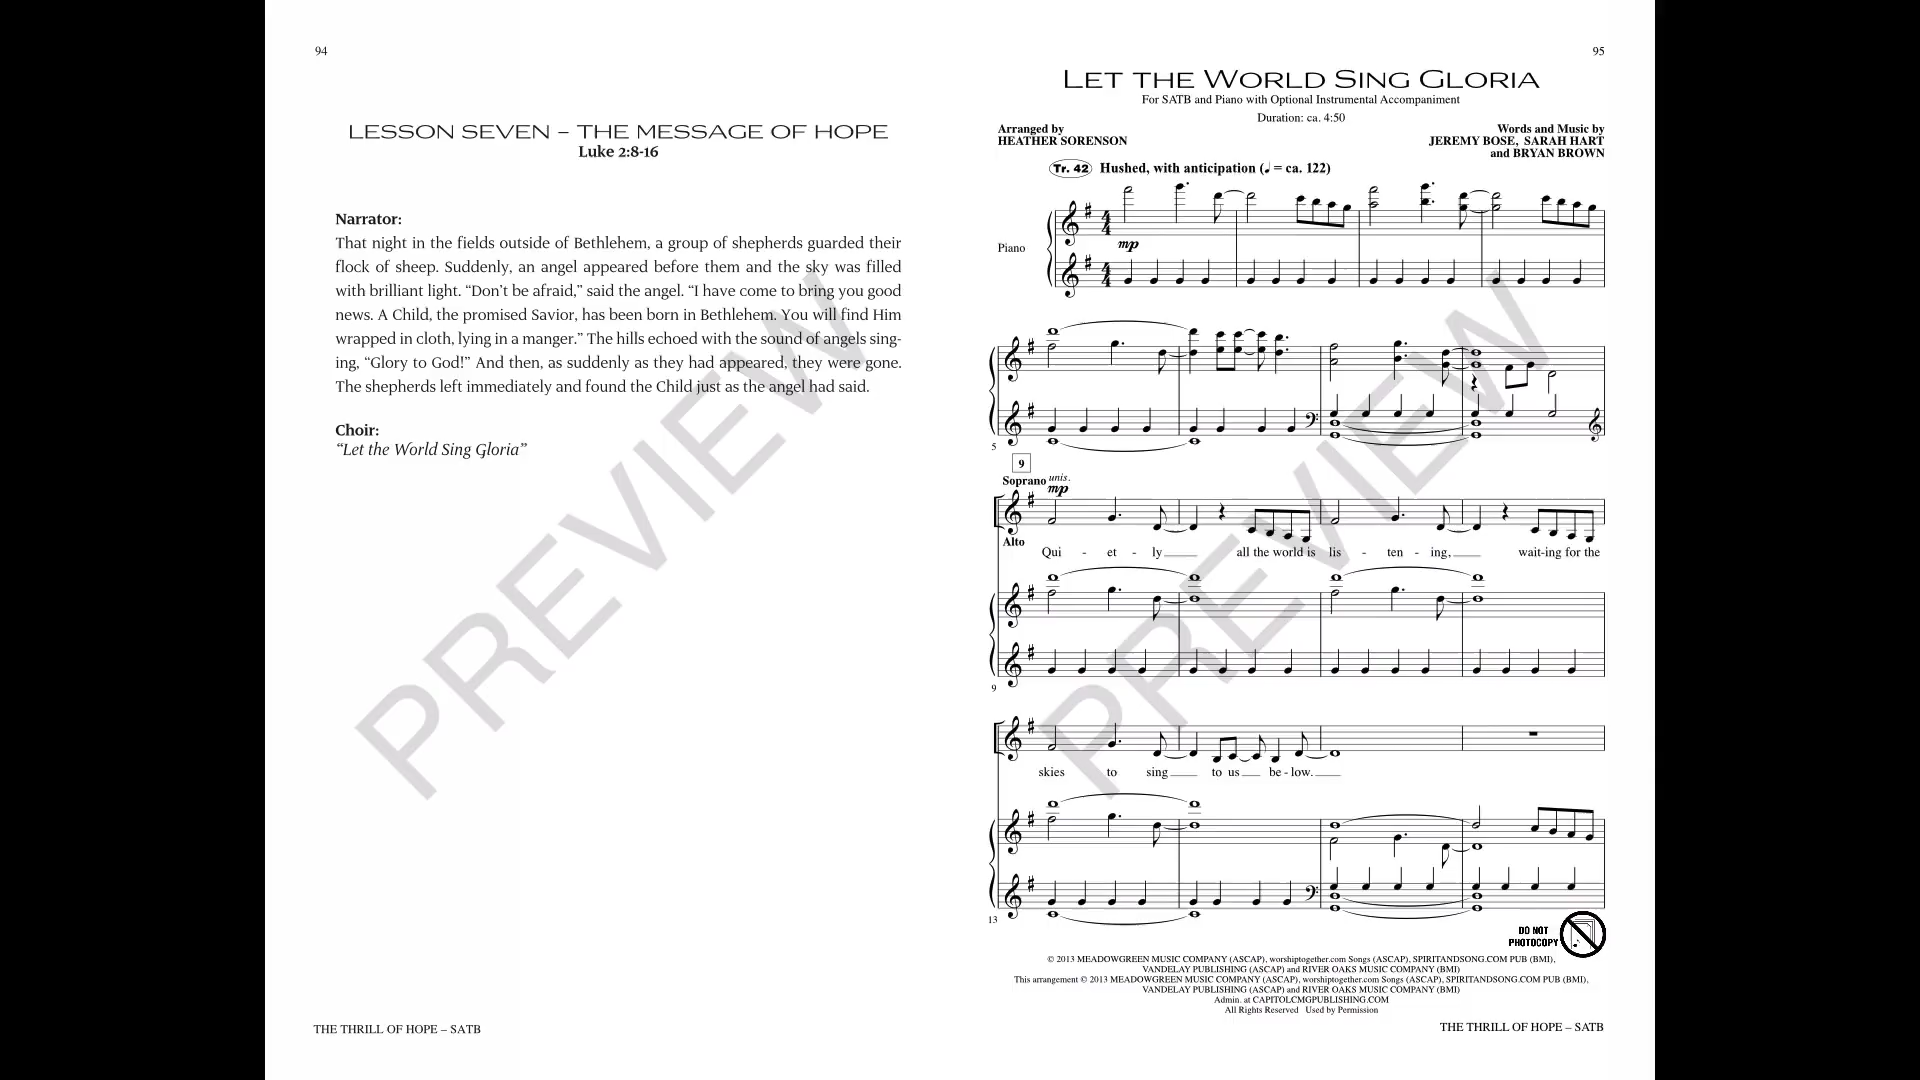 94
LESSON SEVEN – THE MESSAGE OF HOPE
Luke 2:8-16
Narrator:
That night in the fields outside of Bethlehem, a group of shepherds guarded their
flock of sheep. Suddenly, an angel appeared before them and the sky was filled
with brilliant light. “Don’t be afraid,” said the angel. “I have come to bring you good
news. A Child, the promised Savior, has been born in Bethlehem. You will find Him
wrapped in cloth, lying in a manger.” The hills echoed with the sound of angels sing-
ing, “Glory to God!” And then, as suddenly as they had appeared, they were gone.
The shepherds left immediately and found the Child just as the angel had said.
Choir:
“Let the World Sing Gloria”
PREVIEW
THE THRILL OF HOPE – SATB
95
LET THE WORLD SING GLORIA
For SATB and Piano with Optional Instrumental Accompaniment
Duration: ca. 4:50
Arranged by
HEATHER SORENSON
Words and Music by
JEREMY BOSE, SARAH HART
and BRYAN BROWN
Tr. 42 Hushed, with anticipation (♩ = ca. 122)
mp
Piano
5
9
Soprano unis.
mp
Alto
Qui - et - ly all the world is lis - ten - ing, wait-ing for the
9
skies to sing to us be - low.
13
PREVIEW
DO NOT
PHOTOCOPY
© 2013 MEADOWGREEN MUSIC COMPANY (ASCAP), worshiptogether.com Songs (ASCAP), SPIRITANDSONG.COM PUB (BMI),
VANDELAY PUBLISHING (ASCAP) and RIVER OAKS MUSIC COMPANY (BMI)
This arrangement © 2013 MEADOWGREEN MUSIC COMPANY (ASCAP), worshiptogether.com Songs (ASCAP), SPIRITANDSONG.COM PUB (BMI),
VANDELAY PUBLISHING (ASCAP) and RIVER OAKS MUSIC COMPANY (BMI)
Admin. at CAPITOLCMGPUBLISHING.COM
All Rights Reserved Used by Permission
THE THRILL OF HOPE – SATB